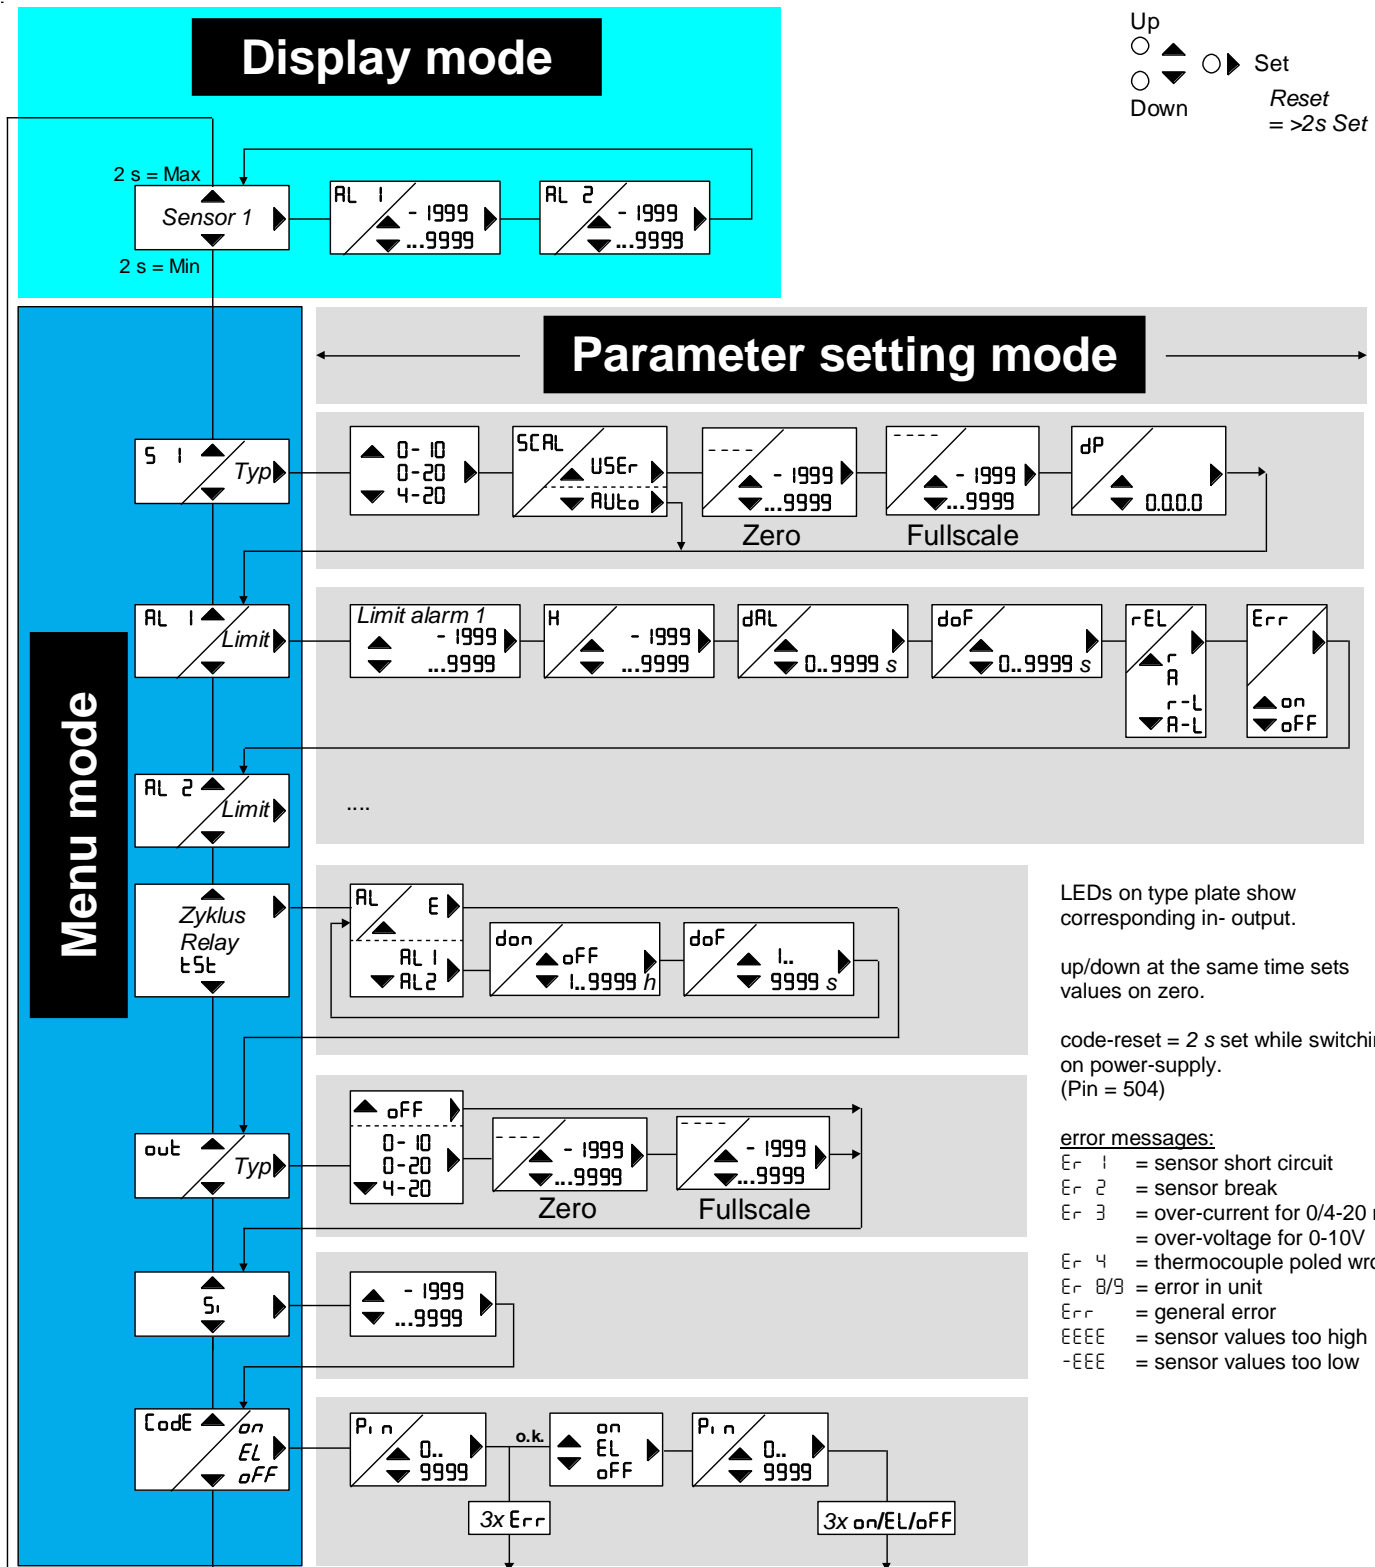 Display mode
Up
Set
Down
Reset
= >2s Set
2 s = Max
Sensor 1
2 s = Min
AL 1
- 1999
...9999
AL 2
- 1999
...9999
Menu mode
Parameter setting mode
S 1
Typ
0-10
0-20
4-20
SCAL
USEr
AUto
----
- 1999
...9999
Zero
----
- 1999
...9999
Fullscale
dP
0.0.0.0
AL 1
Limit
Limit alarm 1
- 1999
...9999
H
- 1999
...9999
dAL
0..9999 s
doF
0..9999 s
rEL
r
A
r-L
A-L
Err
on
oFF
AL 2
Limit
....
Zyklus
Relay
tSt
AL
E
AL1
AL2
don
oFF
1..9999 h
doF
1..
9999 s
out
Typ
oFF
0-10
0-20
4-20
----
- 1999
...9999
Zero
----
- 1999
...9999
Fullscale
Si
- 1999
...9999
CodE
on
EL
oFF
Pin
0..
9999
o.k.
on
EL
oFF
Pin
0..
9999
3x Err
3x on/EL/oFF
LEDs on type plate show
corresponding in- output.
up/down at the same time sets
values on zero.
code-reset = 2 s set while switchin
on power-supply.
(Pin = 504)
error messages:
Er 1 = sensor short circuit
Er 2 = sensor break
Er 3 = over-current for 0/4-20
= over-voltage for 0-10V
Er 4 = thermocouple poled wro
Er 8/9 = error in unit
Err = general error
EEEE = sensor values too high
-EEE = sensor values too low